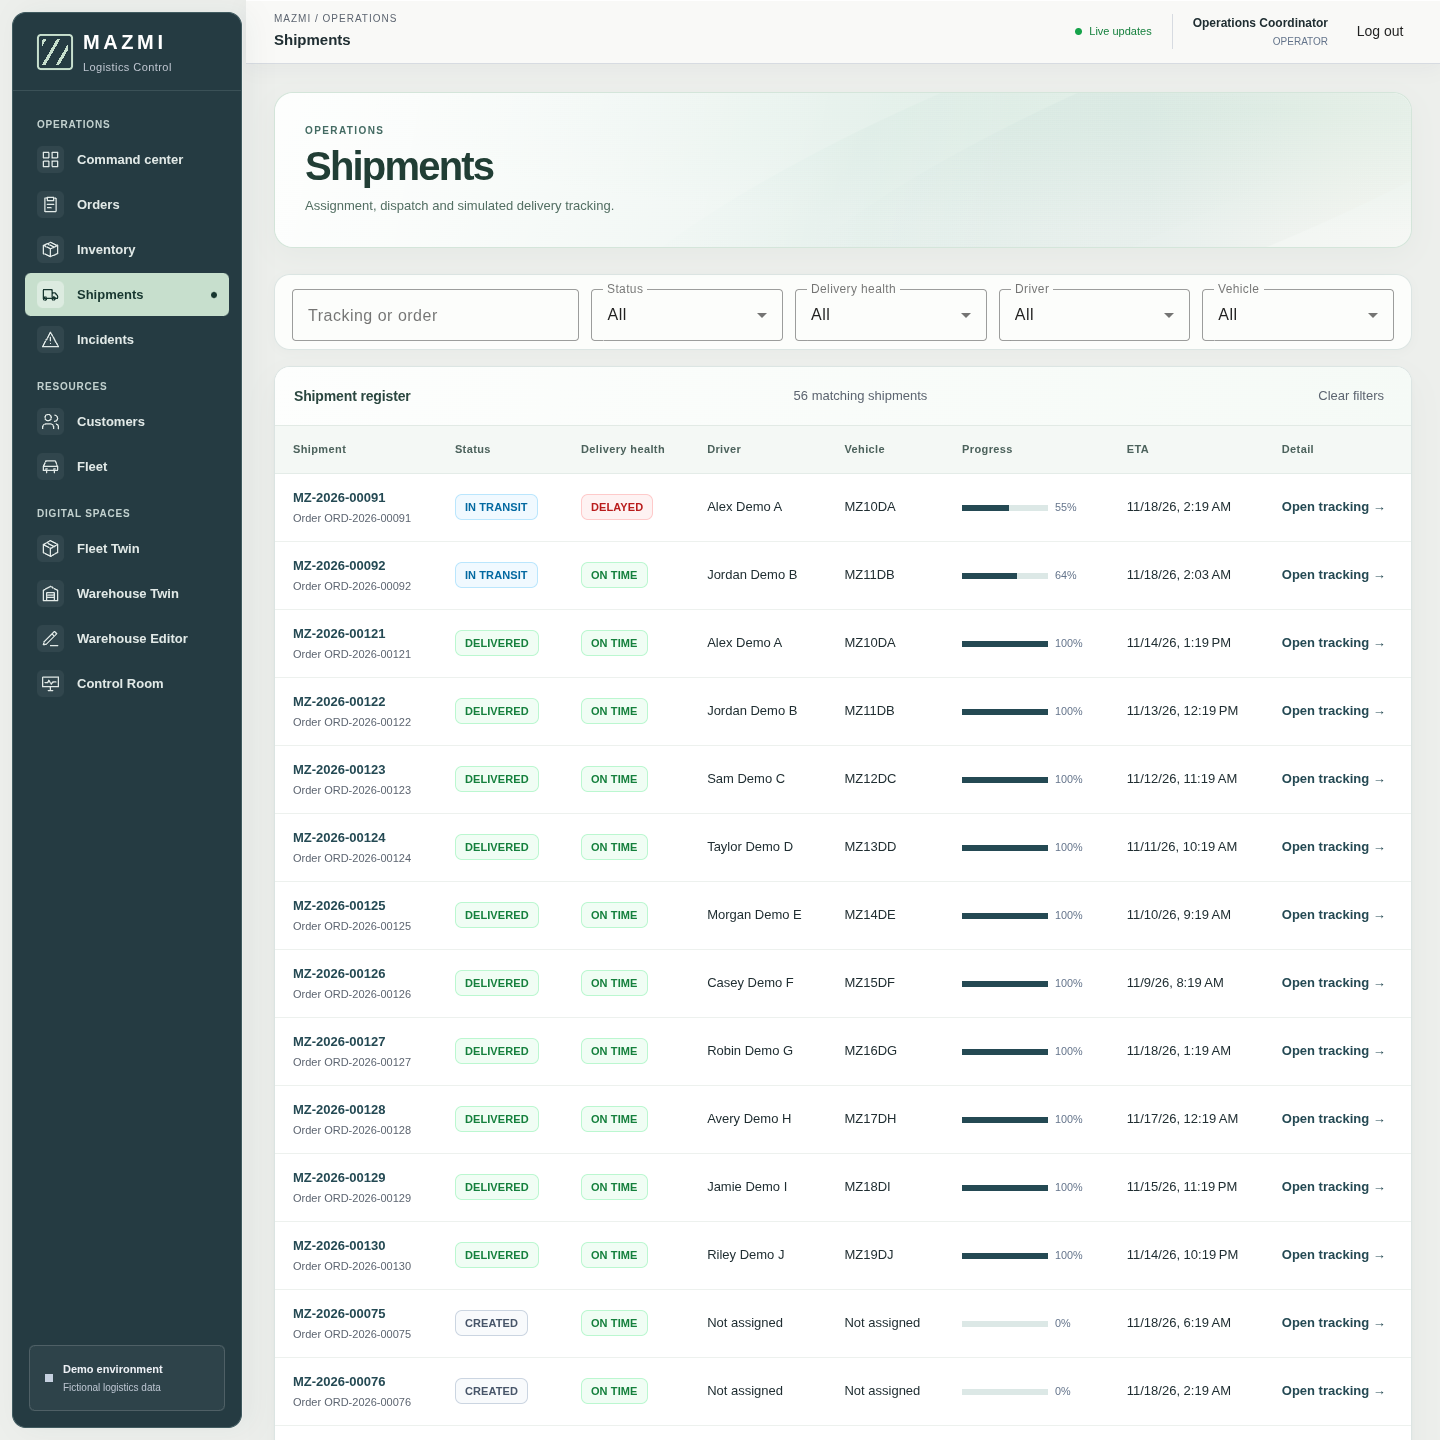 MAZMI
Logistics Control
OPERATIONS
Command center
Orders
Inventory
Shipments
Incidents
RESOURCES
Customers
Fleet
DIGITAL SPACES
Fleet Twin
Warehouse Twin
Warehouse Editor
Control Room
Demo environment
Fictional logistics data
MAZMI / OPERATIONS
Shipments
Live updates
Operations Coordinator
OPERATOR
Log out
OPERATIONS
Shipments
Assignment, dispatch and simulated delivery tracking.
Tracking or order
Status
All
Delivery health
All
Driver
All
Vehicle
All
Shipment register
56 matching shipments
Clear filters
Shipment Status Delivery health Driver Vehicle Progress ETA Detail
MZ-2026-00091
Order ORD-2026-00091
IN TRANSIT DELAYED Alex Demo A MZ10DA 55% 11/18/26, 2:19 AM Open tracking →
MZ-2026-00092
Order ORD-2026-00092
IN TRANSIT ON TIME Jordan Demo B MZ11DB 64% 11/18/26, 2:03 AM Open tracking →
MZ-2026-00121
Order ORD-2026-00121
DELIVERED ON TIME Alex Demo A MZ10DA 100% 11/14/26, 1:19 PM Open tracking →
MZ-2026-00122
Order ORD-2026-00122
DELIVERED ON TIME Jordan Demo B MZ11DB 100% 11/13/26, 12:19 PM Open tracking →
MZ-2026-00123
Order ORD-2026-00123
DELIVERED ON TIME Sam Demo C MZ12DC 100% 11/12/26, 11:19 AM Open tracking →
MZ-2026-00124
Order ORD-2026-00124
DELIVERED ON TIME Taylor Demo D MZ13DD 100% 11/11/26, 10:19 AM Open tracking →
MZ-2026-00125
Order ORD-2026-00125
DELIVERED ON TIME Morgan Demo E MZ14DE 100% 11/10/26, 9:19 AM Open tracking →
MZ-2026-00126
Order ORD-2026-00126
DELIVERED ON TIME Casey Demo F MZ15DF 100% 11/9/26, 8:19 AM Open tracking →
MZ-2026-00127
Order ORD-2026-00127
DELIVERED ON TIME Robin Demo G MZ16DG 100% 11/18/26, 1:19 AM Open tracking →
MZ-2026-00128
Order ORD-2026-00128
DELIVERED ON TIME Avery Demo H MZ17DH 100% 11/17/26, 12:19 AM Open tracking →
MZ-2026-00129
Order ORD-2026-00129
DELIVERED ON TIME Jamie Demo I MZ18DI 100% 11/15/26, 11:19 PM Open tracking →
MZ-2026-00130
Order ORD-2026-00130
DELIVERED ON TIME Riley Demo J MZ19DJ 100% 11/14/26, 10:19 PM Open tracking →
MZ-2026-00075
Order ORD-2026-00075
CREATED ON TIME Not assigned Not assigned 0% 11/18/26, 6:19 AM Open tracking →
MZ-2026-00076
Order ORD-2026-00076
CREATED ON TIME Not assigned Not assigned 0% 11/18/26, 2:19 AM Open tracking →